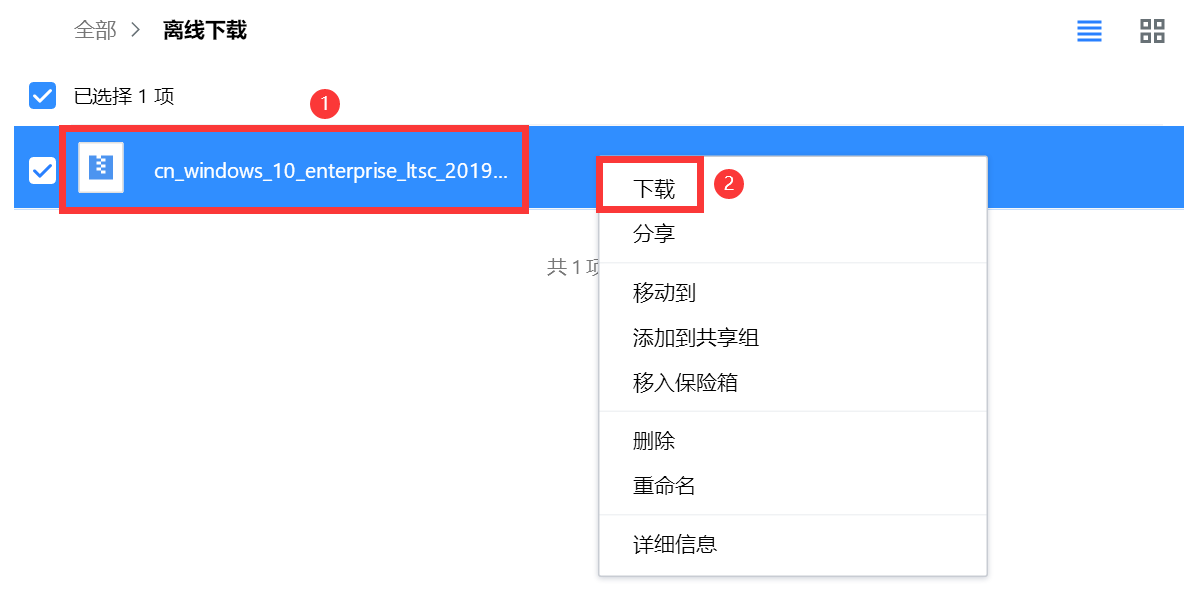 全部 > 离线下载
已选择 1 项
1
cn_windows_10_enterprise_ltsc_2019...
下载
2
分享
共 1 项
移动到
添加到共享组
移入保险箱
删除
重命名
详细信息